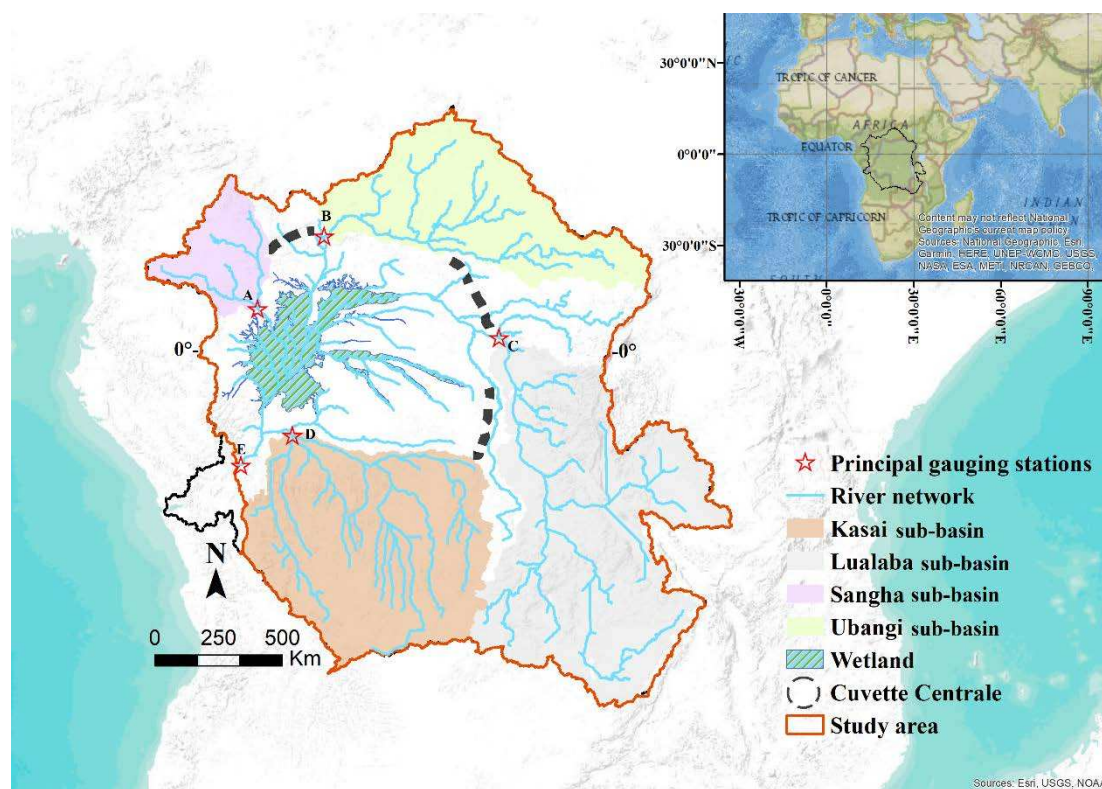 30°0'0"N
TROPIC OF CANCER
AFRICA
EQUATOR
0°0'0"
INDIAN
TROPIC OF CAPRICORN
30°0'0"S
Content may not reflect National
Geographic's current map policy.
Sources: National Geographic, Esri,
Garmin, HERE, UNEP-WCMC, USGS,
NASA, ESA, METI, NRCAN, GEBCO,
30°0'0"W
0°0'0"
30°0'0"E
60°0'0"E
90°0'0"E
B
A
C
0°
0°
D
E
N
0 250 500
Km
Principal gauging stations
River network
Kasai sub-basin
Lualaba sub-basin
Sangha sub-basin
Ubangi sub-basin
Wetland
Cuvette Centrale
Study area
Sources: Esri, USGS, NOAA